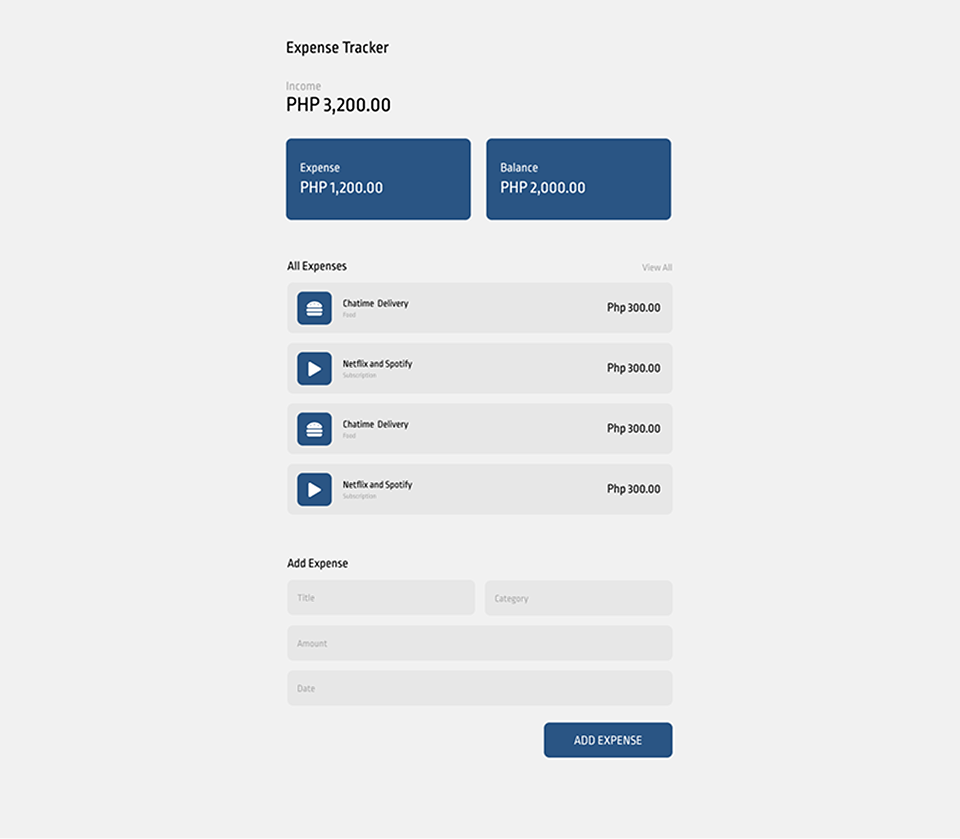 Expense Tracker
Income
PHP 3,200.00
Expense
PHP 1,200.00
Balance
PHP 2,000.00
All Expenses
View All
Chatime Delivery
Food
Php 300.00
Netflix and Spotify
Subscription
Php 300.00
Chatime Delivery
Food
Php 300.00
Netflix and Spotify
Subscription
Php 300.00
Add Expense
Title
Category
Amount
Date
ADD EXPENSE